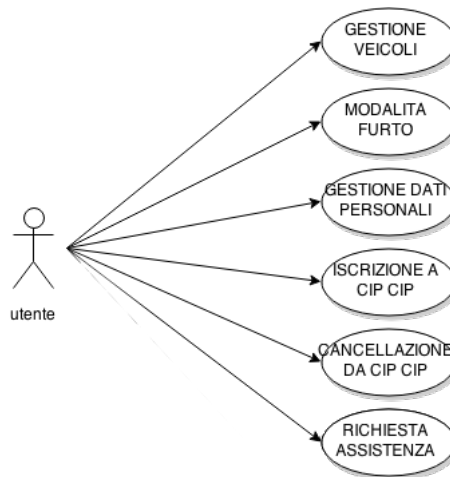 GESTIONE
VEICOLI
MODALITA
FURTO
GESTIONE DATI
PERSONALI
utente
ISCRIZIONE A
CIP CIP
CANCELLAZIONE
DA CIP CIP
RICHIESTA
ASSISTENZA